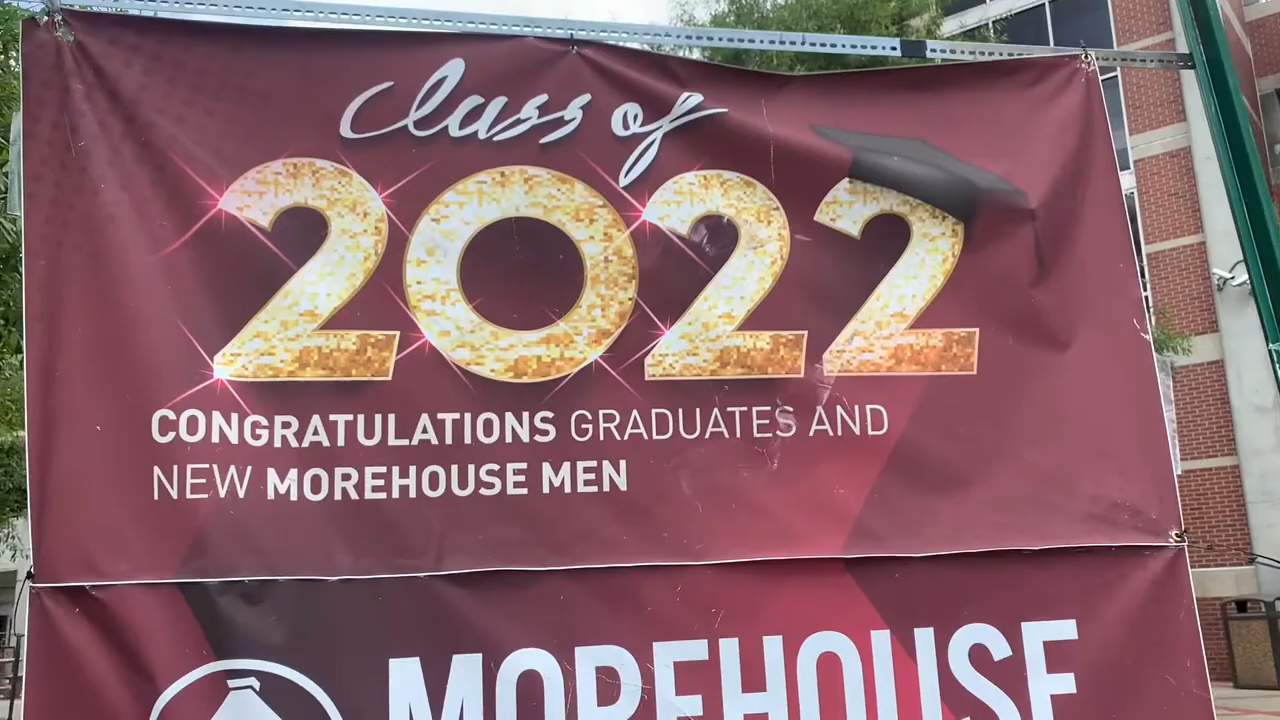 Class of
2022
CONGRATULATIONS GRADUATES AND
NEW MOREHOUSE MEN
MOREHOUSE